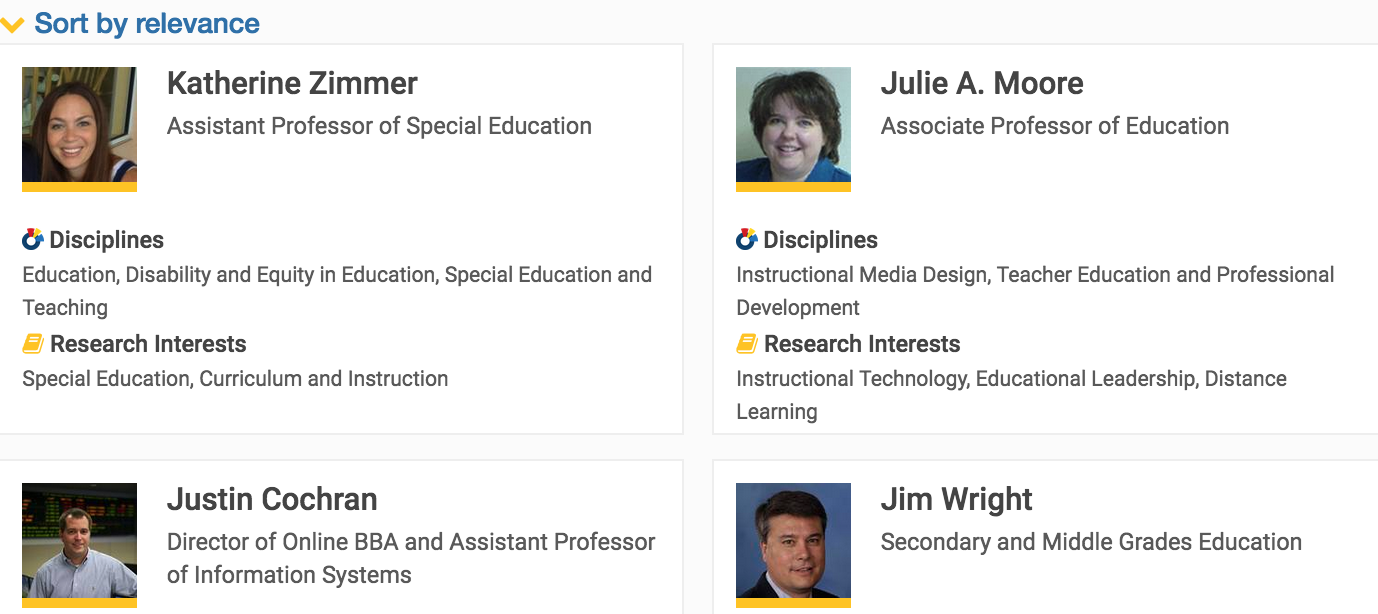 Sort by relevance
Katherine Zimmer
Assistant Professor of Special Education
Disciplines
Education, Disability and Equity in Education, Special Education and
Teaching
Research Interests
Special Education, Curriculum and Instruction
Julie A. Moore
Associate Professor of Education
Disciplines
Instructional Media Design, Teacher Education and Professional
Development
Research Interests
Instructional Technology, Educational Leadership, Distance
Learning
Justin Cochran
Director of Online BBA and Assistant Professor
of Information Systems
Jim Wright
Secondary and Middle Grades Education